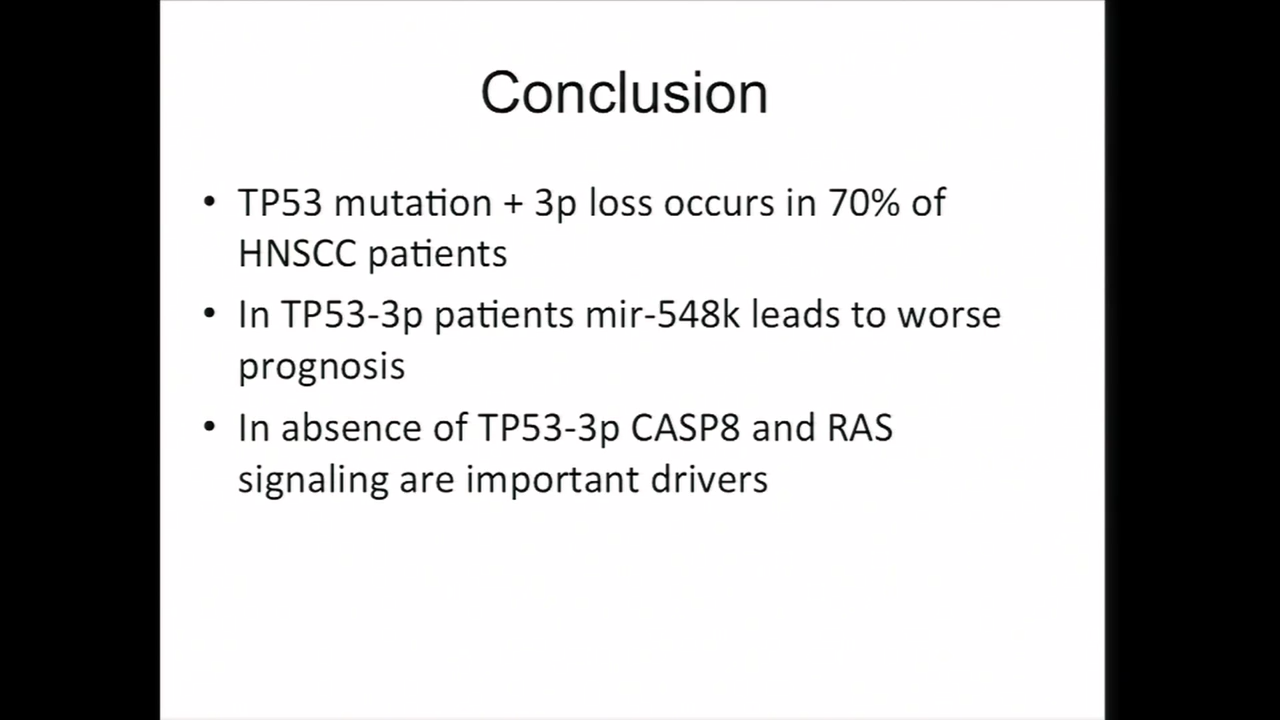 Conclusion
• TP53 mutation + 3p loss occurs in 70% of
HNSCC patients
• In TP53-3p patients mir-548k leads to worse
prognosis
• In absence of TP53-3p CASP8 and RAS
signaling are important drivers